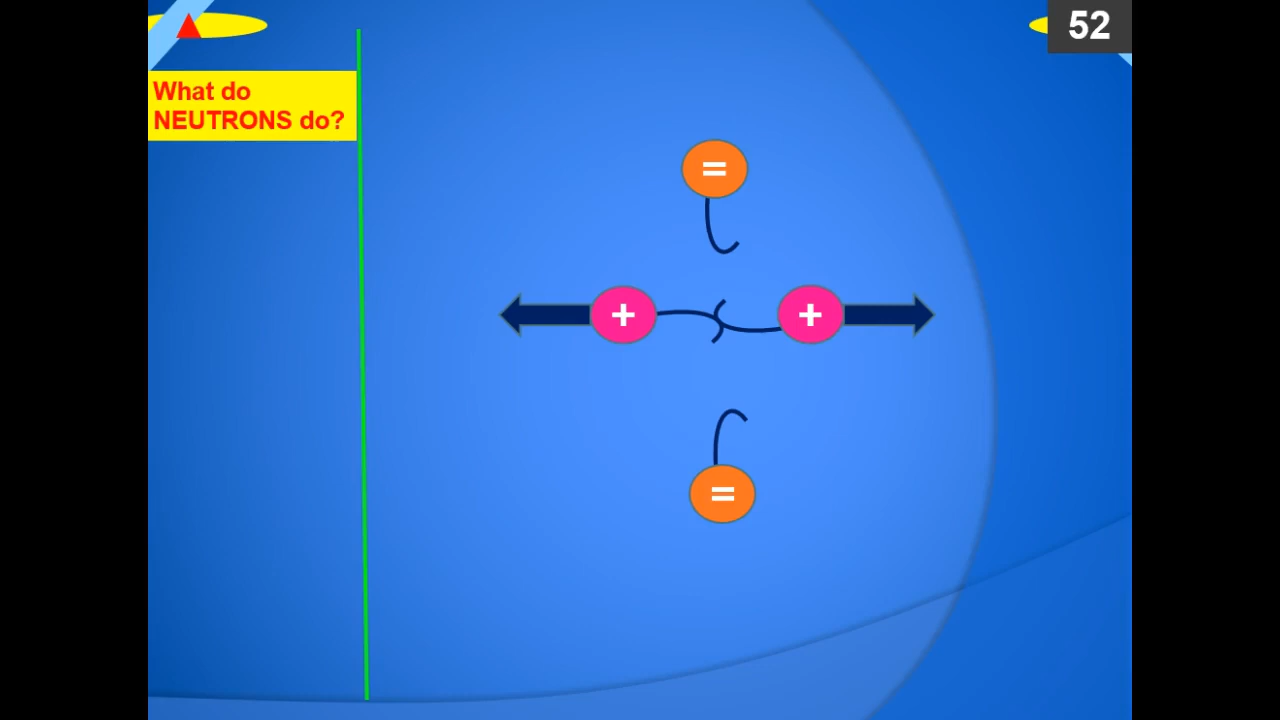 52
What do
NEUTRONS do?
=
+ +
=